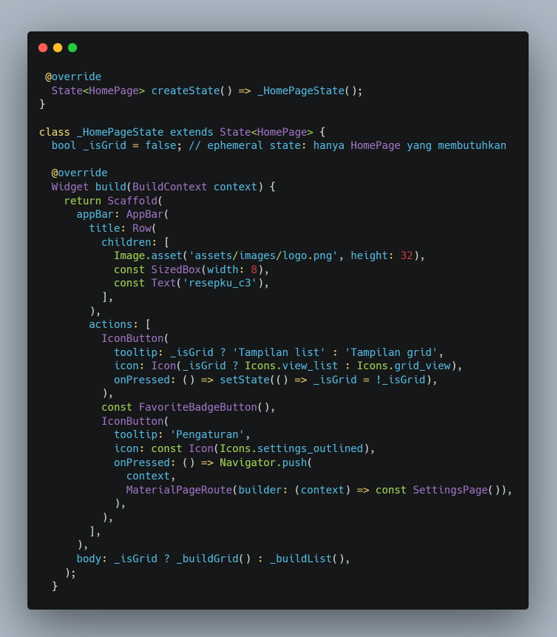 @override
  State<HomePage> createState() => _HomePageState();
}

class _HomePageState extends State<HomePage> {
  bool _isGrid = false; // ephemeral state: hanya HomePage yang membutuhkan

  @override
  Widget build(BuildContext context) {
    return Scaffold(
      appBar: AppBar(
        title: Row(
          children: [
            Image.asset('assets/images/logo.png', height: 32),
            const SizedBox(width: 8),
            const Text('resepku_c3'),
          ],
        ),
        actions: [
          IconButton(
            tooltip: _isGrid ? 'Tampilan list' : 'Tampilan grid',
            icon: Icon(_isGrid ? Icons.view_list : Icons.grid_view),
            onPressed: () => setState(() => _isGrid = !_isGrid),
          ),
          const FavoriteBadgeButton(),
          IconButton(
            tooltip: 'Pengaturan',
            icon: const Icon(Icons.settings_outlined),
            onPressed: () => Navigator.push(
              context,
              MaterialPageRoute(builder: (context) => const SettingsPage()),
            ),
          ),
        ],
      ),
      body: _isGrid ? _buildGrid() : _buildList(),
    );
  }